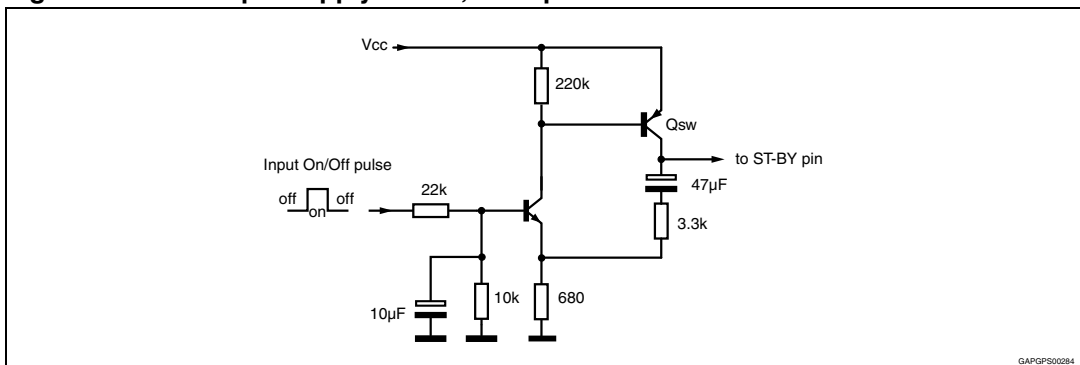 Vcc
220k
Qsw
to ST-BY pin
Input On/Off pulse
47µF
22k
off
off
on
3.3k
10k
680
10µF
GAPGPS00284